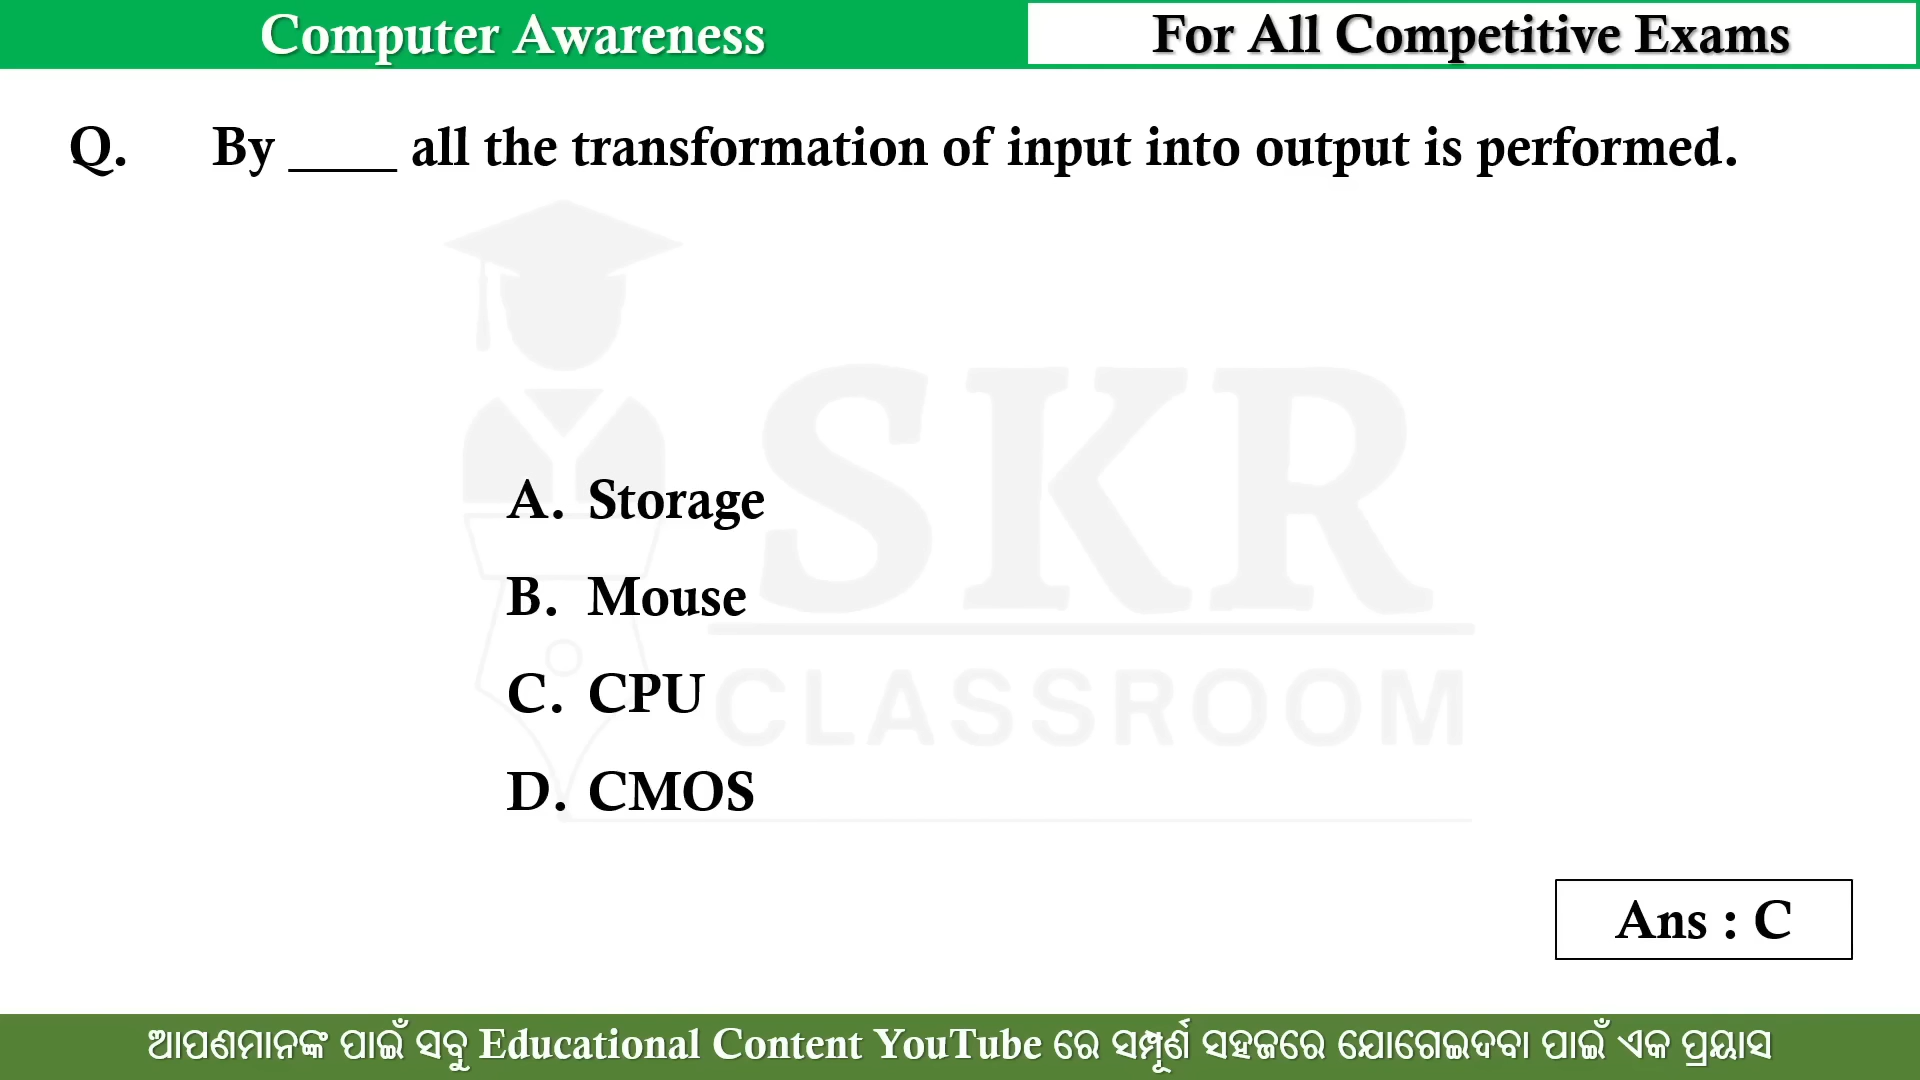 Computer Awareness
For All Competitive Exams
Q. By ____ all the transformation of input into output is performed.
SKR
CLASSROOM
A. Storage
B. Mouse
C. CPU
D. CMOS
Ans : C
ଆପଣମାନଙ୍କ ପାଇଁ ସବୁ Educational Content YouTube ରେ ସମ୍ପୂର୍ଣ ସହଜରେ ଯୋଗେଇଦବା ପାଇଁ ଏକ ପ୍ରୟାସ